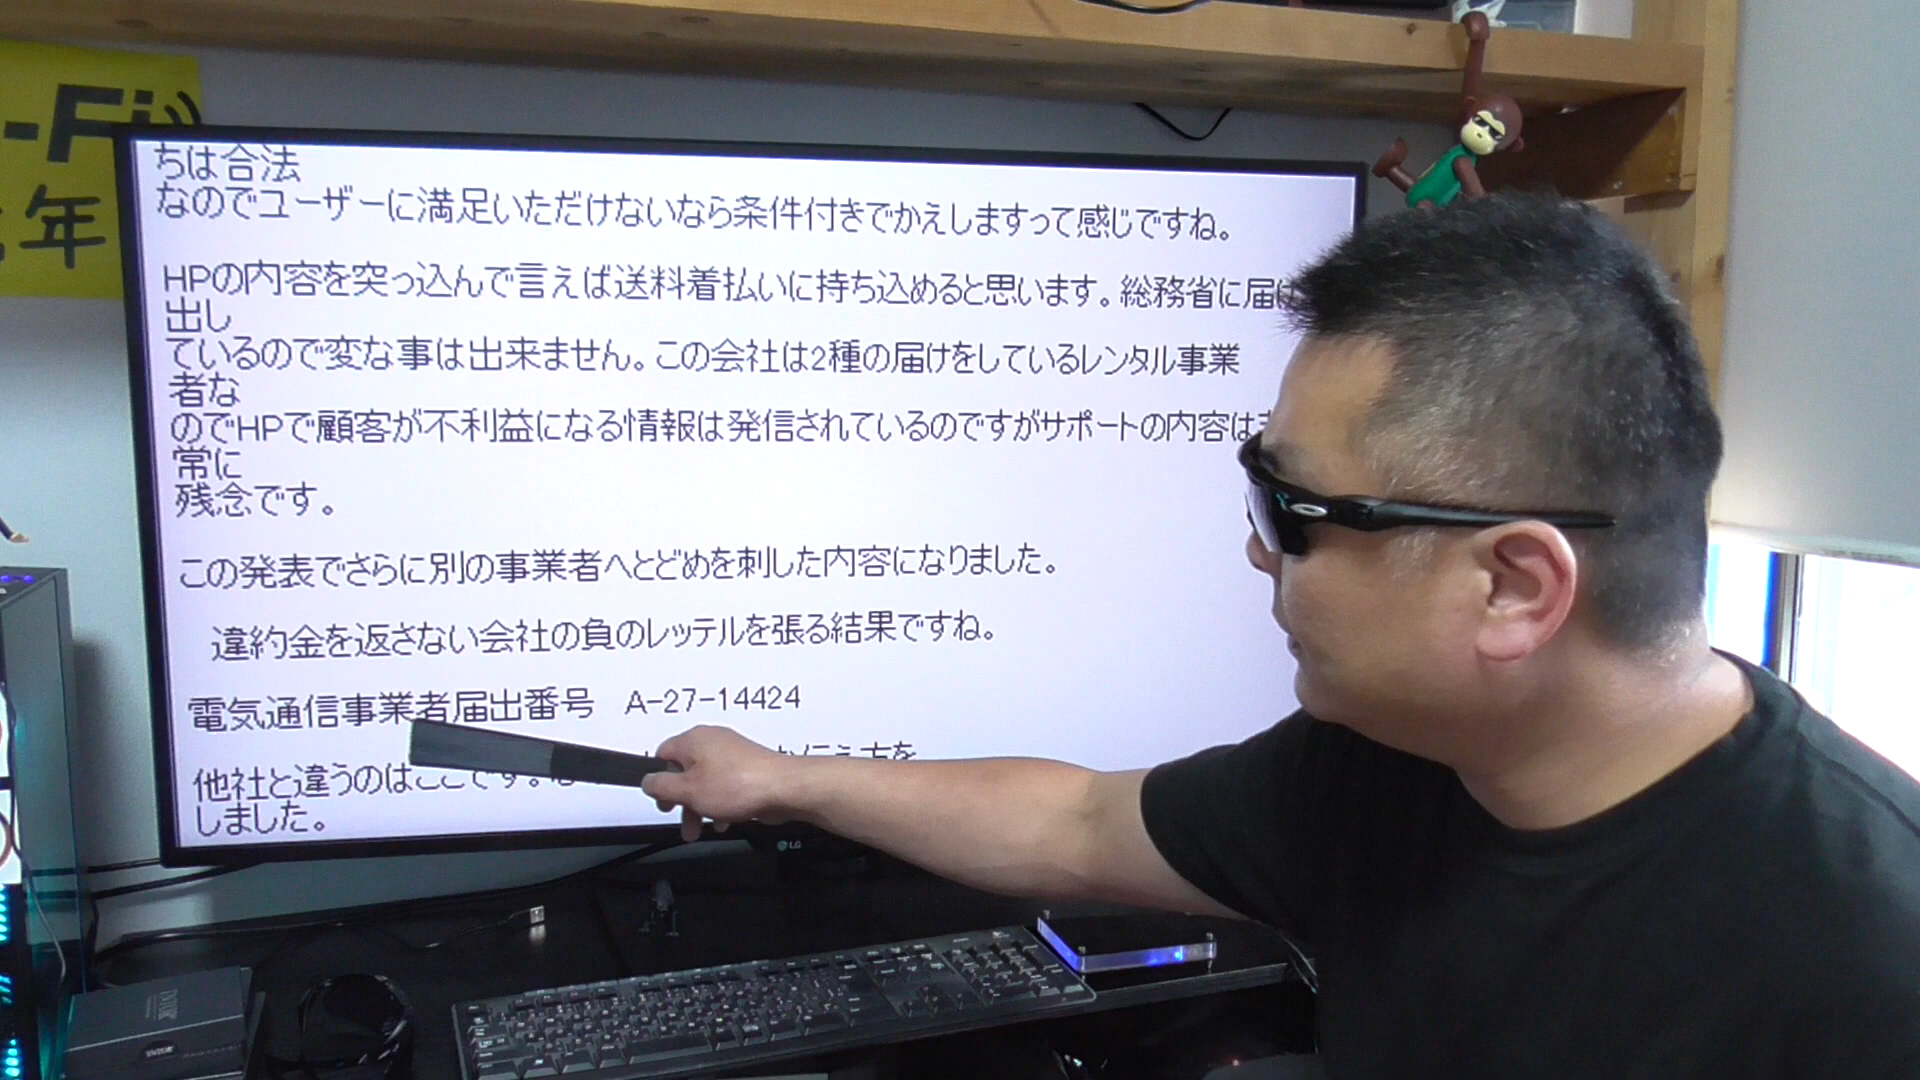 -Fi
年
ちは合法
なのでユーザーに満足いただけないなら条件付きでかえしますって感じですね。
HPの内容を突っ込んで言えば送料着払いに持ち込めると思います。総務省に届け
出し
ているので変な事は出来ません。この会社は2種の届けをしているレンタル事業
者な
のでHPで顧客が不利益になる情報は発信されているのですがサポートの内容は
常に
残念です。
この発表でさらに別の事業者へとどめを刺した内容になりました。
違約金を返さない会社の負のレッテルを張る結果ですね。
電気通信事業者届出番号 A-27-14424
他社と違うのはここです。
え方を
しました。
LG